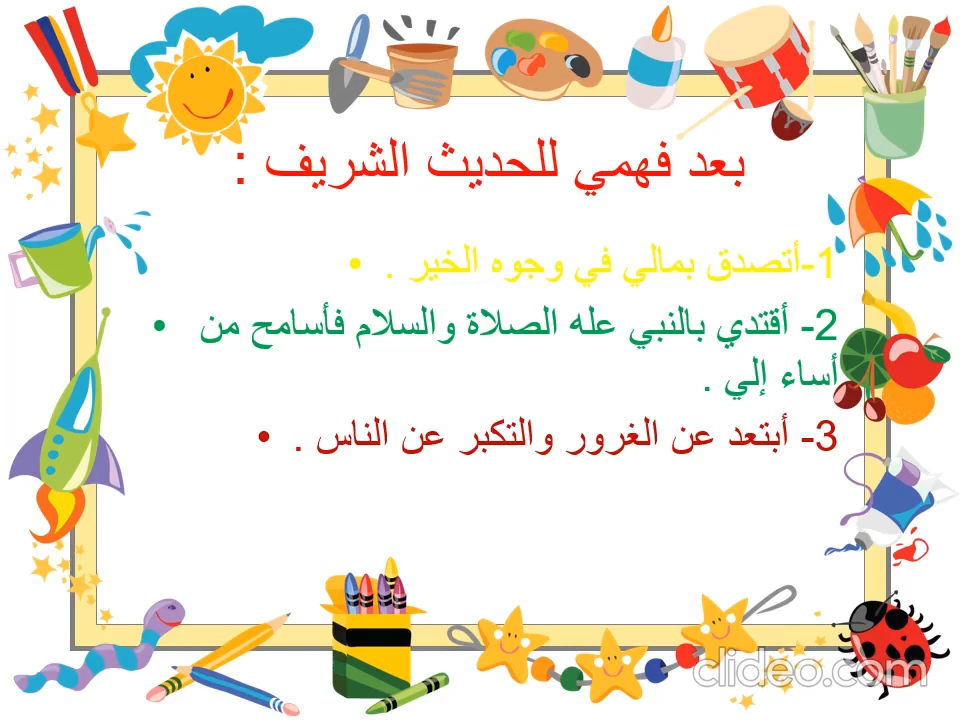 بعد فهمي للحديث الشريف :
1-أتصدق بمالي في وجوه الخير . •
2- أقتدي بالنبي عله الصلاة والسلام فأسامح من •
أساء إلي .
3- أبتعد عن الغرور والتكبر عن الناس . •
clideo.com